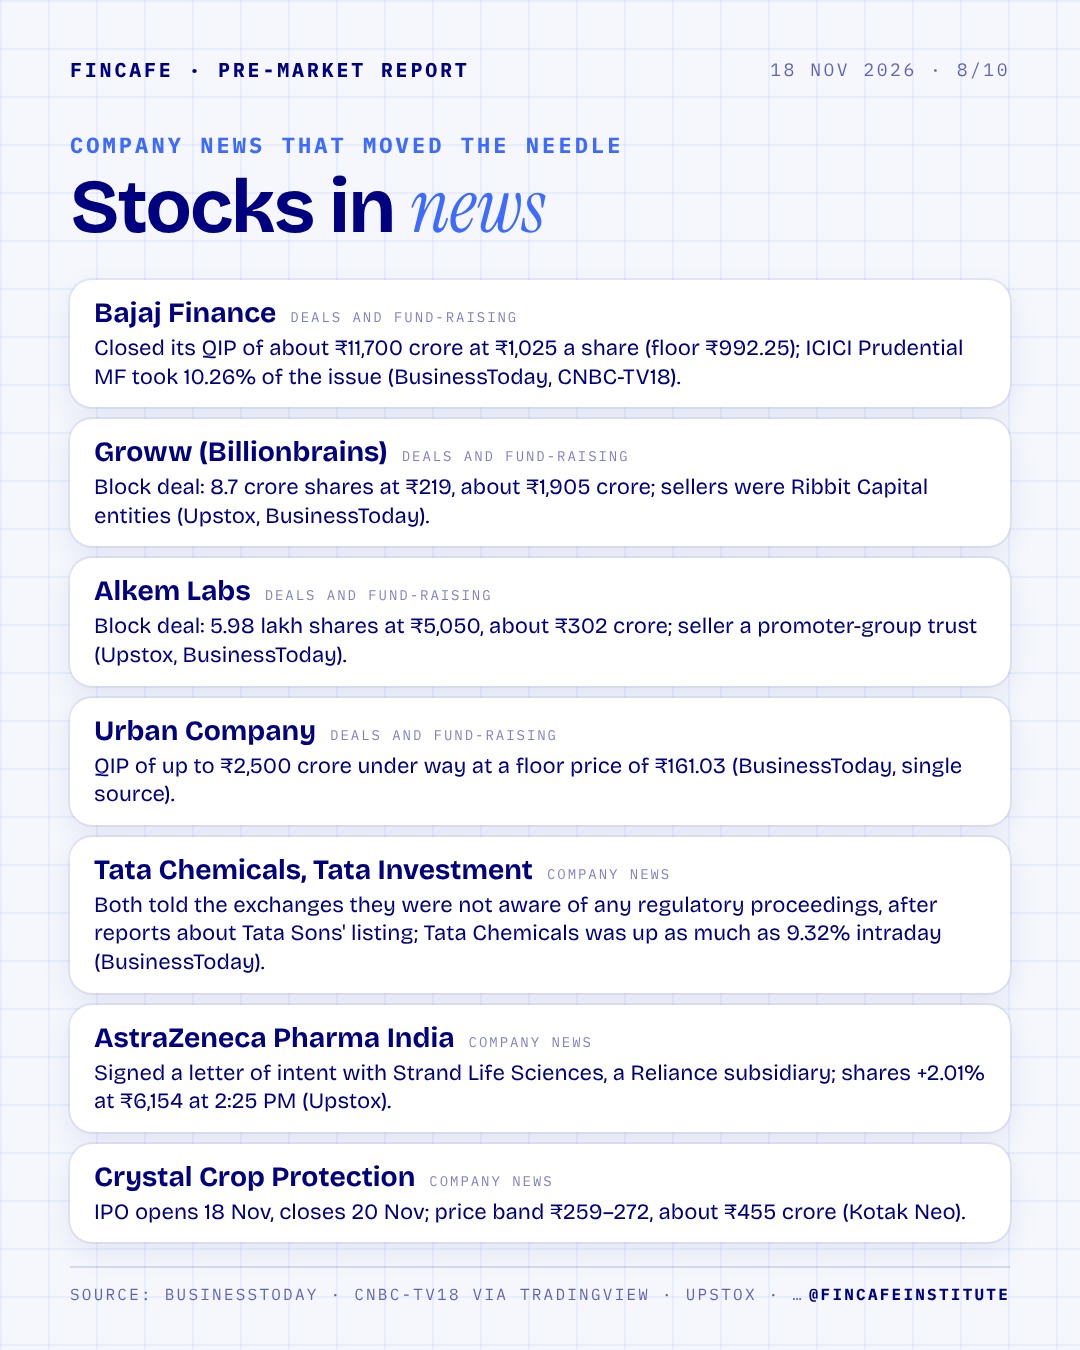 FINCAFE · PRE-MARKET REPORT
18 NOV 2026 · 8/10
COMPANY NEWS THAT MOVED THE NEEDLE
Stocks in news
Bajaj Finance DEALS AND FUND-RAISING
Closed its QIP of about ₹11,700 crore at ₹1,025 a share (floor ₹992.25); ICICI Prudential
MF took 10.26% of the issue (BusinessToday, CNBC-TV18).
Groww (Billionbrains) DEALS AND FUND-RAISING
Block deal: 8.7 crore shares at ₹219, about ₹1,905 crore; sellers were Ribbit Capital
entities (Upstox, BusinessToday).
Alkem Labs DEALS AND FUND-RAISING
Block deal: 5.98 lakh shares at ₹5,050, about ₹302 crore; seller a promoter-group trust
(Upstox, BusinessToday).
Urban Company DEALS AND FUND-RAISING
QIP of up to ₹2,500 crore under way at a floor price of ₹161.03 (BusinessToday, single
source).
Tata Chemicals, Tata Investment COMPANY NEWS
Both told the exchanges they were not aware of any regulatory proceedings, after
reports about Tata Sons' listing; Tata Chemicals was up as much as 9.32% intraday
(BusinessToday).
AstraZeneca Pharma India COMPANY NEWS
Signed a letter of intent with Strand Life Sciences, a Reliance subsidiary; shares +2.01%
at ₹6,154 at 2:25 PM (Upstox).
Crystal Crop Protection COMPANY NEWS
IPO opens 18 Nov, closes 20 Nov; price band ₹259–272, about ₹455 crore (Kotak Neo).
SOURCE: BUSINESSTODAY · CNBC-TV18 VIA TRADINGVIEW · UPSTOX · … @FINCAFEINSTITUTE